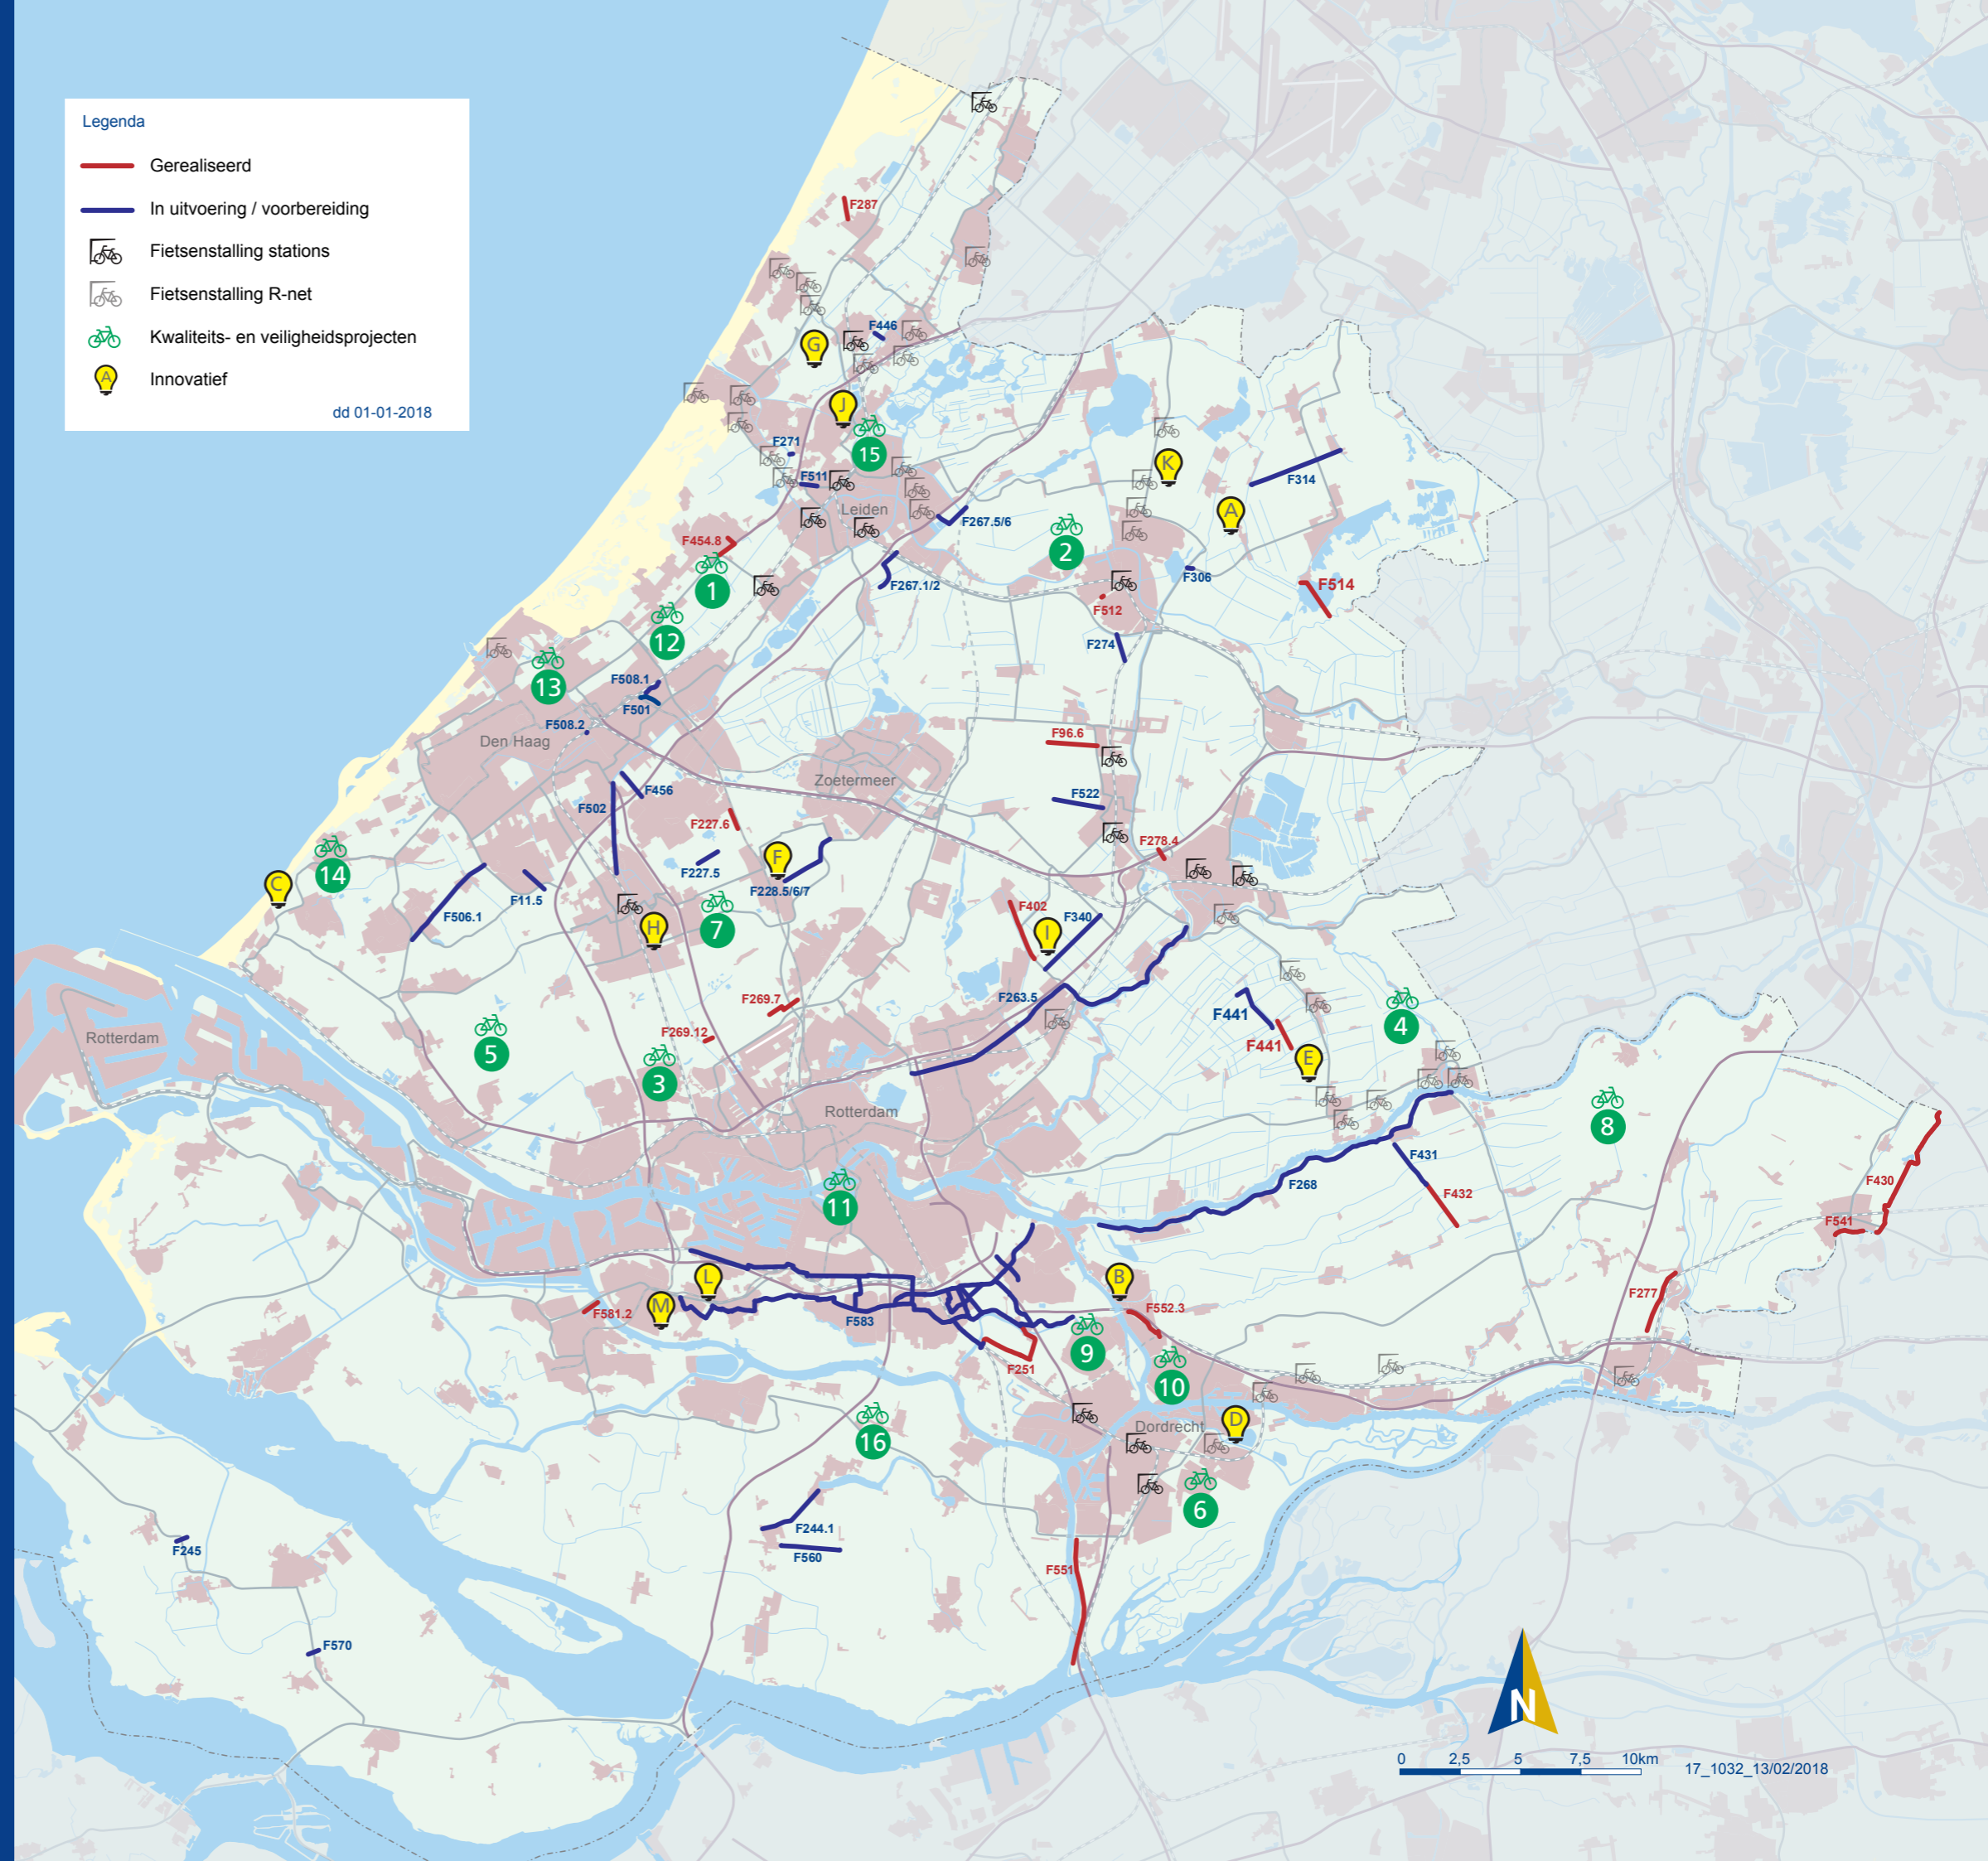 Legenda
Gerealiseerd
In uitvoering / voorbereiding
Fietsenstalling stations
Fietsenstalling R-net
Kwaliteits- en veiligheidsprojecten
A
Innovatief
dd 01-01-2018
F287
F446
G
J
15
F271
F511
Leiden
K
F314
A
F267.5/6
2
F454.8
1
F267.1/2
F306
F514
F512
12
F274
13
F508.1
F501
F508.2
Den Haag
F96.6
Zoetermeer
F456
F502
F522
F227.6
F278.4
14
C
F
F227.5
F228.5/6/7
F11.5
F506.1
H
7
F402
F340
I
F269.7
F263.5
F441
4
Rotterdam
5
F269.12
F441
E
3
Rotterdam
8
F431
F268
F432
F430
11
F541
L
B
M
F581.2
F583
F552.3
F277
9
F251
10
D
Dordrecht
16
6
F244.1
F245
F560
F551
F570
N
0 2,5 5 7,5 10km
17_1032_13/02/2018